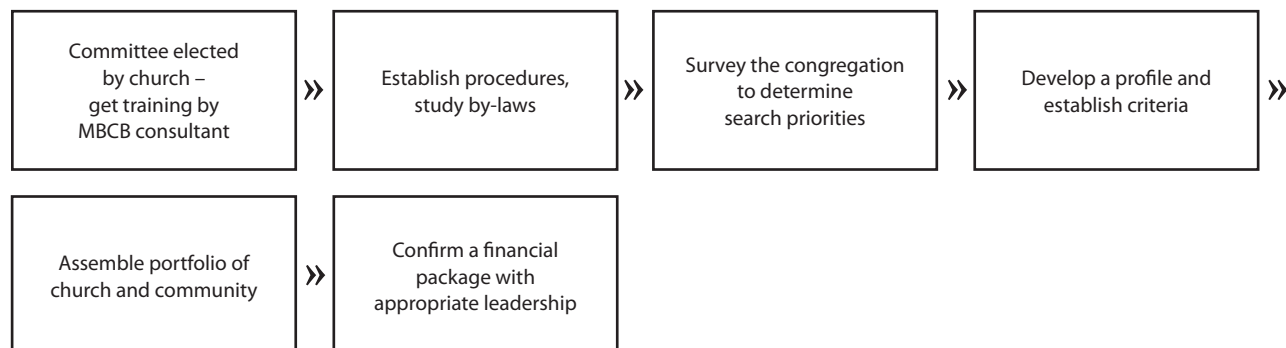 Committee elected
by church –
get training by
MBCB consultant
»
Establish procedures,
study by-laws
»
Survey the congregation
to determine
search priorities
»
Develop a profile and
establish criteria
»
Assemble portfolio of
church and community
»
Confirm a financial
package with
appropriate leadership